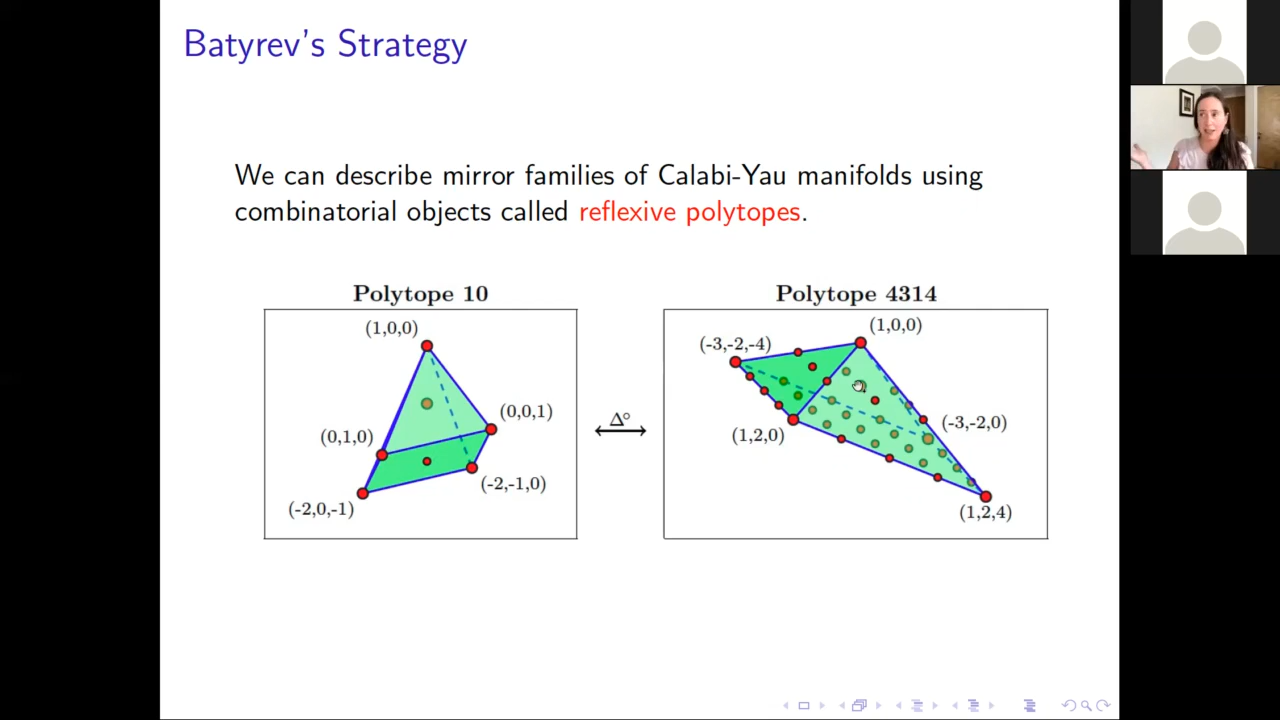 Batyrev's Strategy
We can describe mirror families of Calabi-Yau manifolds using
combinatorial objects called reflexive polytopes.
Polytope 10
(1,0,0)
(0,0,1)
(0,1,0)
(-2,-1,0)
(-2,0,-1)
Δ°
Polytope 4314
(1,0,0)
(-3,-2,-4)
(-3,-2,0)
(1,2,0)
(1,2,4)